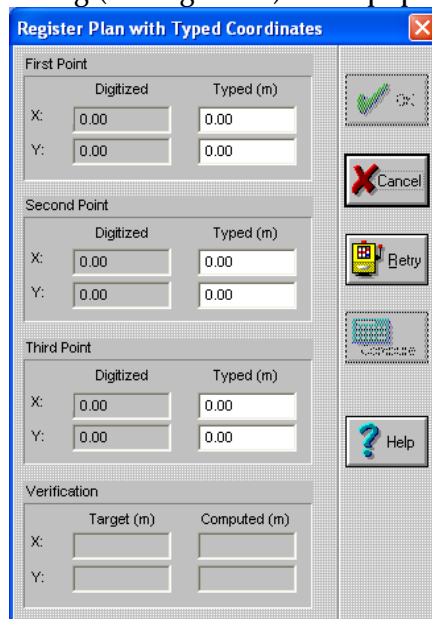 Register Plan with Typed Coordinates
First Point
Digitized Typed (m)
X: 0.00 0.00
Y: 0.00 0.00
Second Point
Digitized Typed (m)
X: 0.00 0.00
Y: 0.00 0.00
Third Point
Digitized Typed (m)
X: 0.00 0.00
Y: 0.00 0.00
Verification
Target (m) Computed (m)
X:
Y:
OK
Cancel
Retry
Help